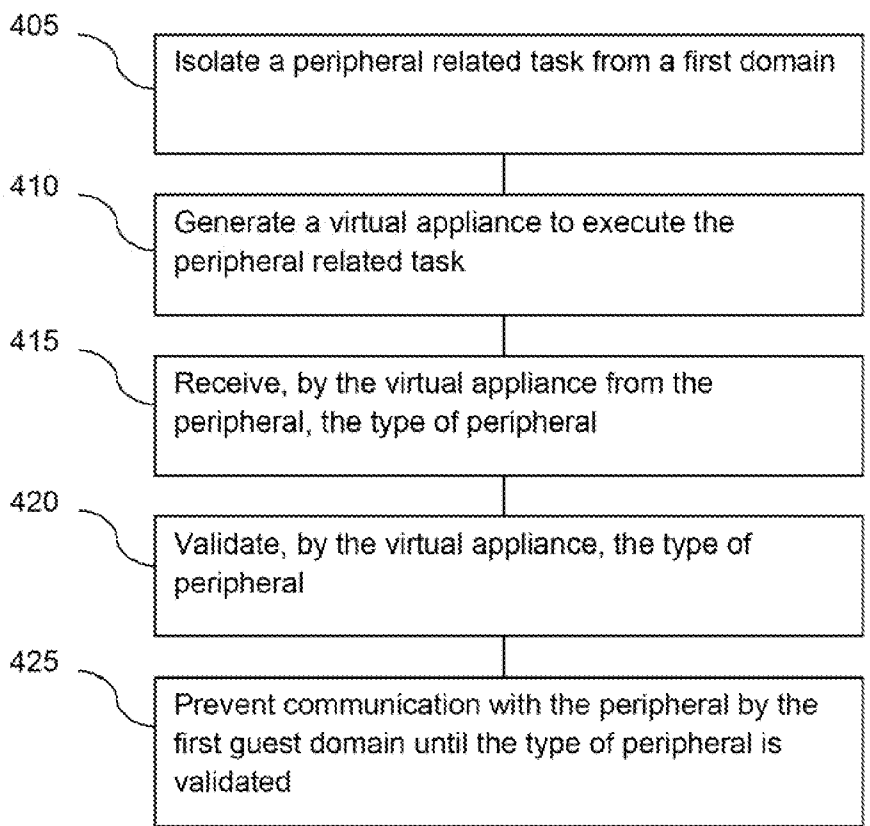 405
Isolate a peripheral related task from a first domain
410
Generate a virtual appliance to execute the
peripheral related task
415
Receive, by the virtual appliance from the
peripheral, the type of peripheral
420
Validate, by the virtual appliance, the type of
peripheral
425
Prevent communication with the peripheral by the
first guest domain until the type of peripheral is
validated